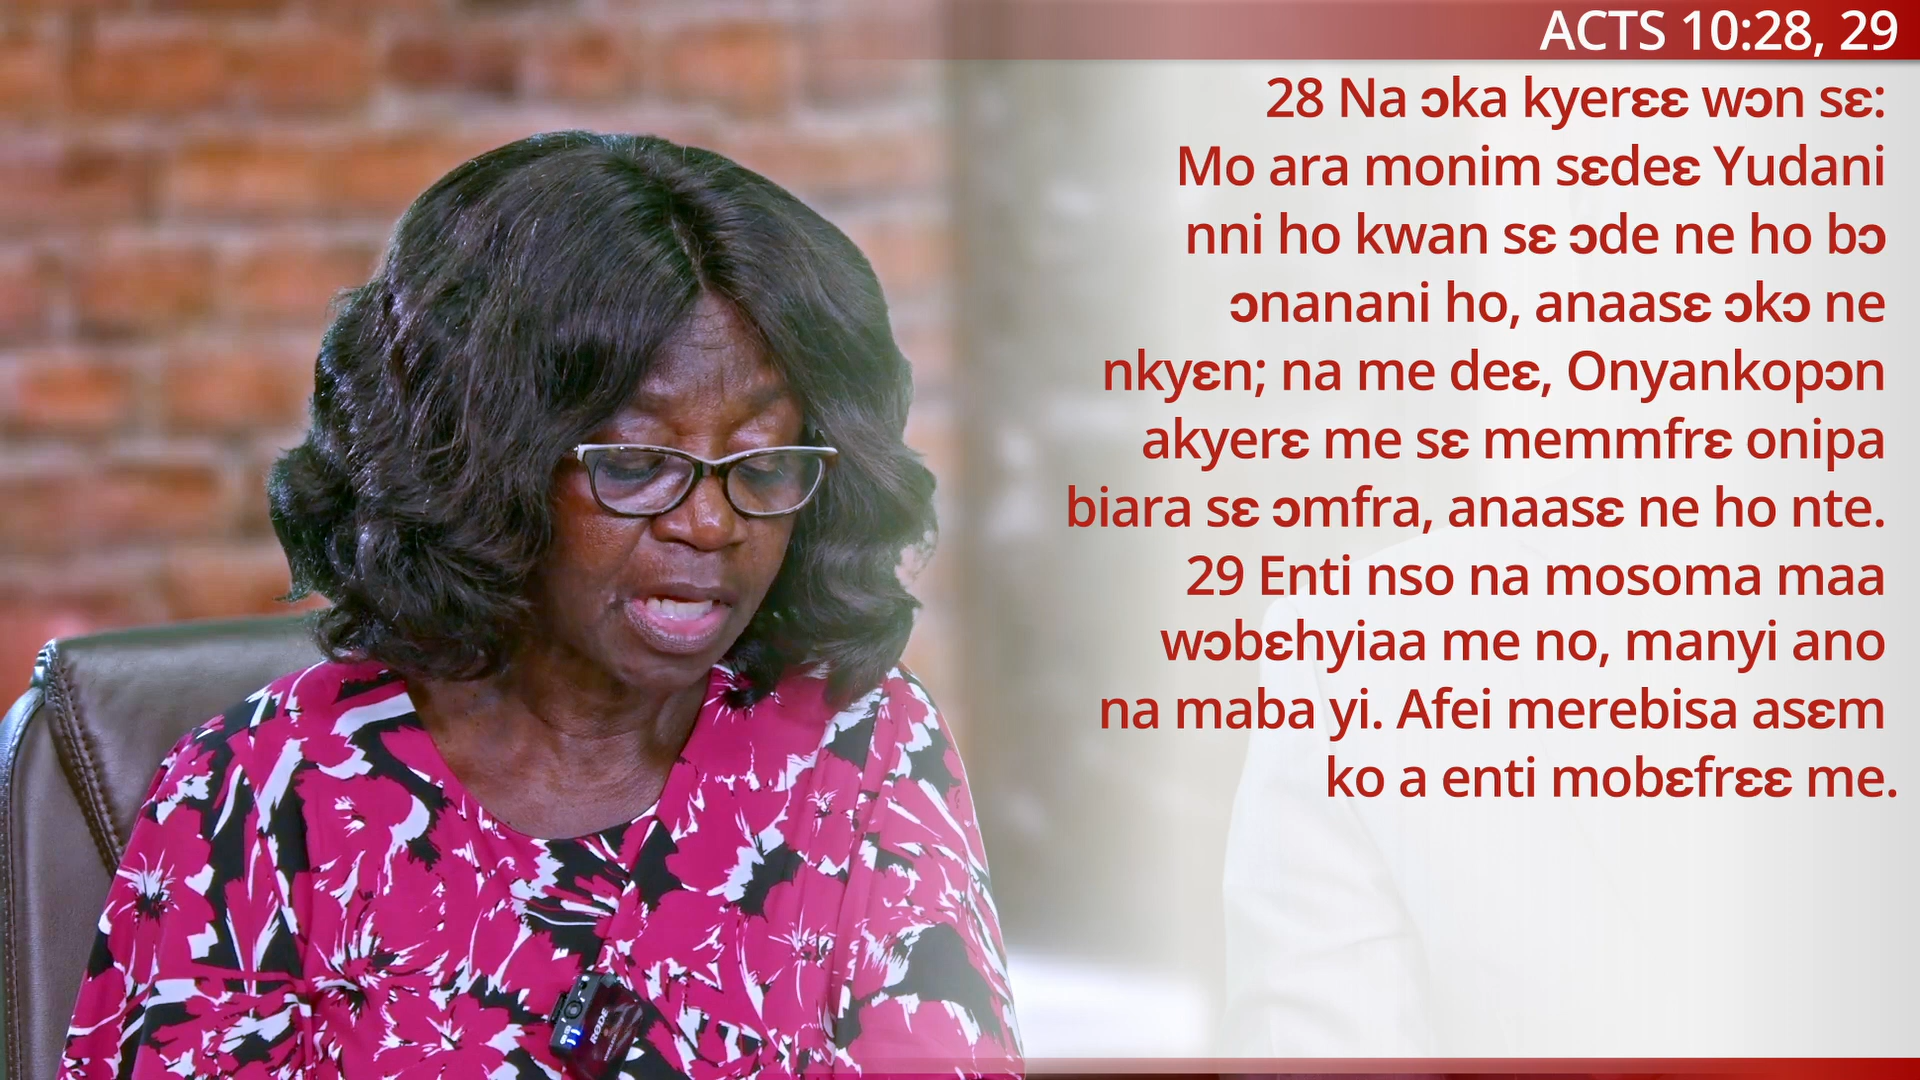 ACTS 10:28, 29
28 Na ɔka kyerɛɛ wɔn sɛ:
Mo ara monim sɛdeɛ Yudani
nni ho kwan sɛ ɔde ne ho bɔ
ɔnanani ho, anaasɛ ɔkɔ ne
nkyɛn; na me deɛ, Onyankopɔn
akyerɛ me sɛ memmfrɛ onipa
biara sɛ ɔmfra, anaasɛ ne ho nte.
29 Enti nso na mosoma maa
wɔbɛhyiaa me no, manyi ano
na maba yi. Afei merebisa asɛm
ko a enti mobɛfrɛɛ me.
RØDE